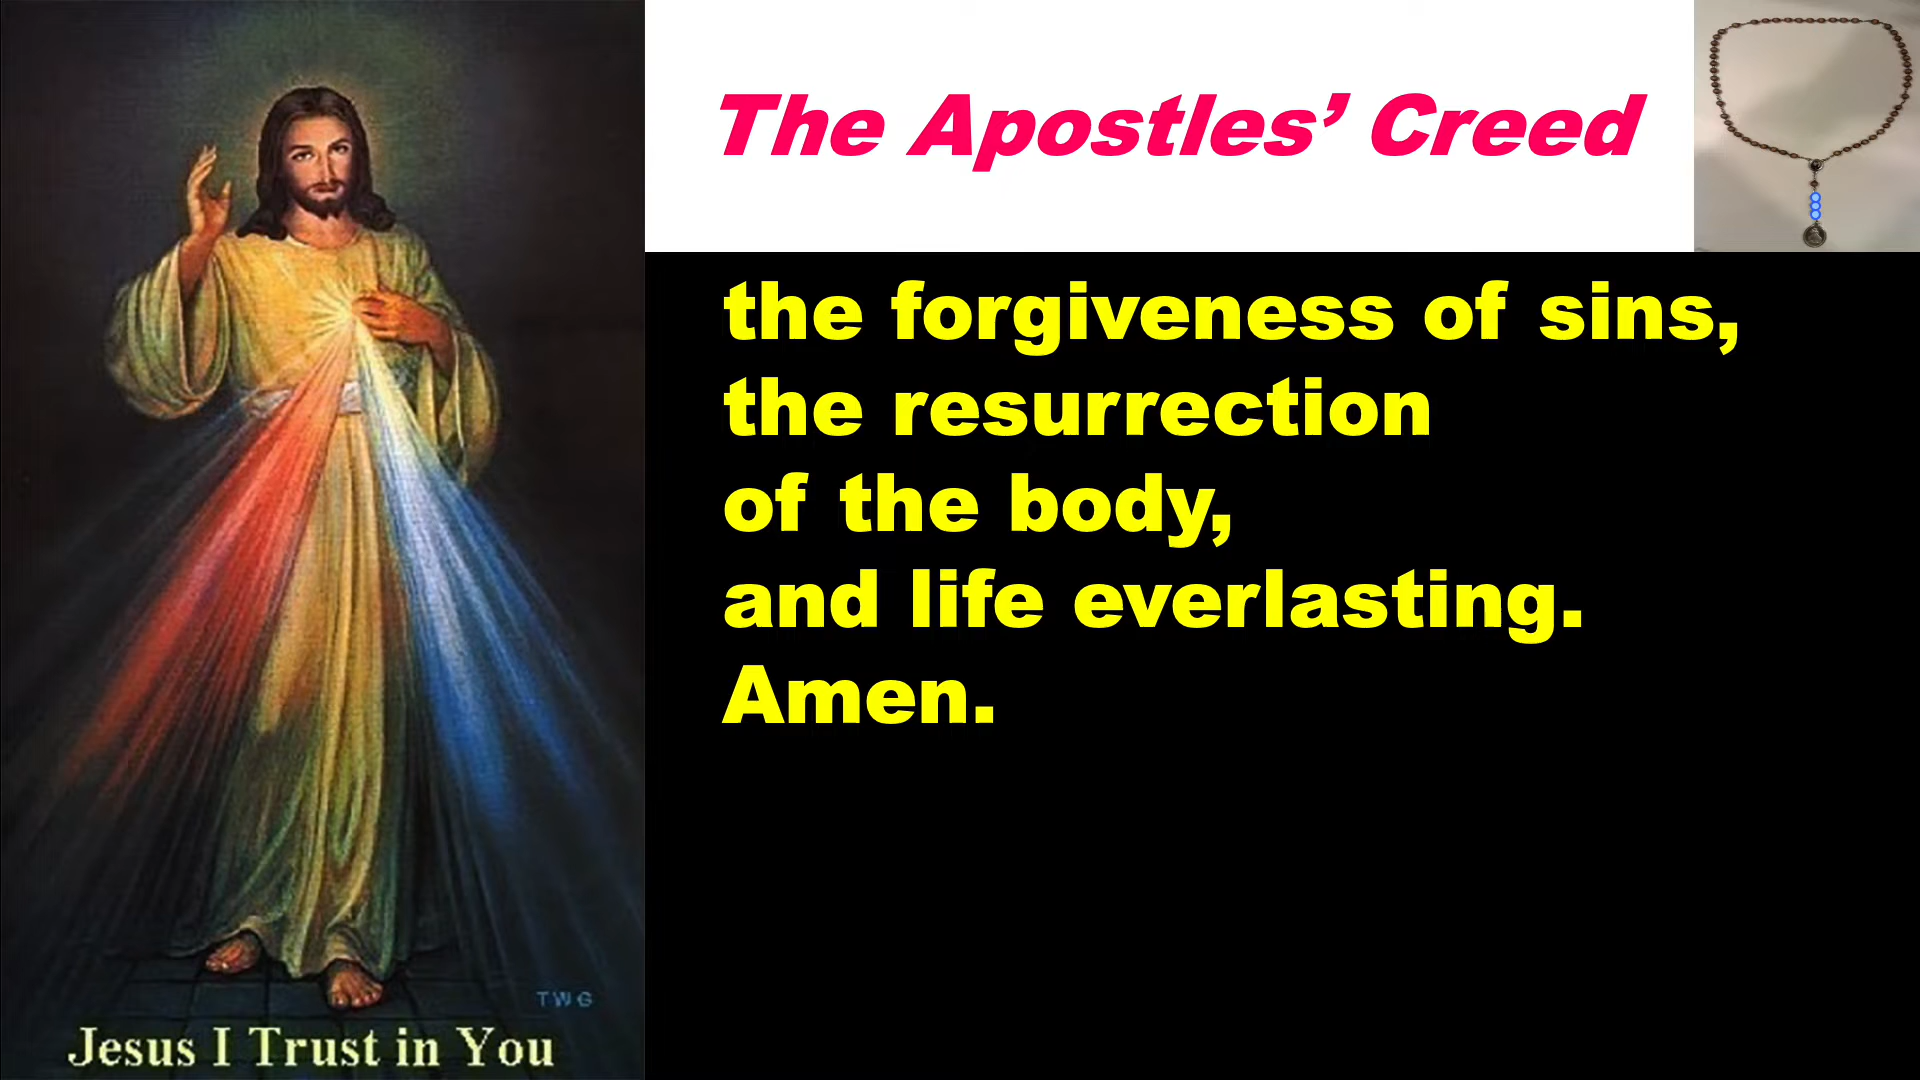 The Apostles’ Creed
the forgiveness of sins,
the resurrection
of the body,
and life everlasting.
Amen.
TWG
Jesus I Trust in You